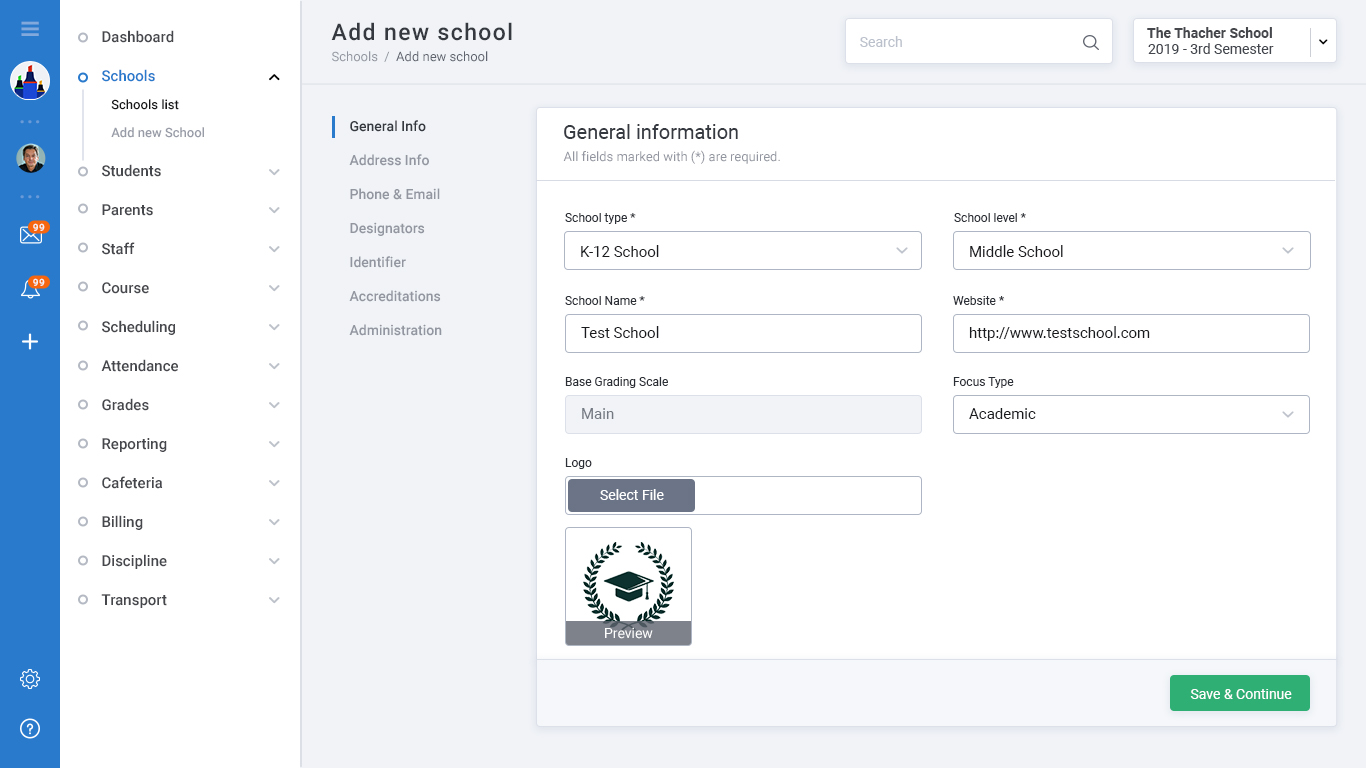 99
99
Dashboard
Schools
Schools list
Add new School
Students
Parents
Staff
Course
Scheduling
Attendance
Grades
Reporting
Cafeteria
Billing
Discipline
Transport
Add new school
Schools / Add new school
Search
The Thacher School
2019 - 3rd Semester
General Info
Address Info
Phone & Email
Designators
Identifier
Accreditations
Administration
General information
All fields marked with (*) are required.
School type *
K-12 School
School level *
Middle School
School Name *
Test School
Website *
http://www.testschool.com
Base Grading Scale
Main
Focus Type
Academic
Logo
Select File
Preview
Save & Continue